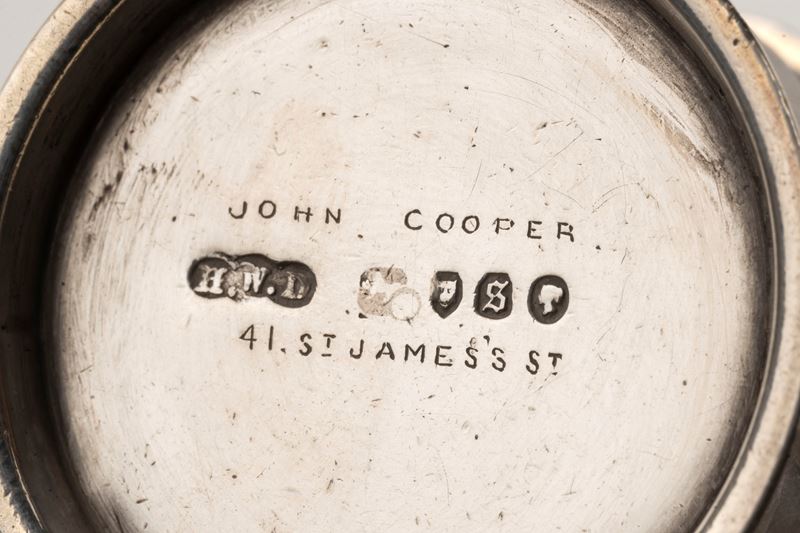 JOHN COOPER.
H.W.D S
41. ST JAMES'S ST